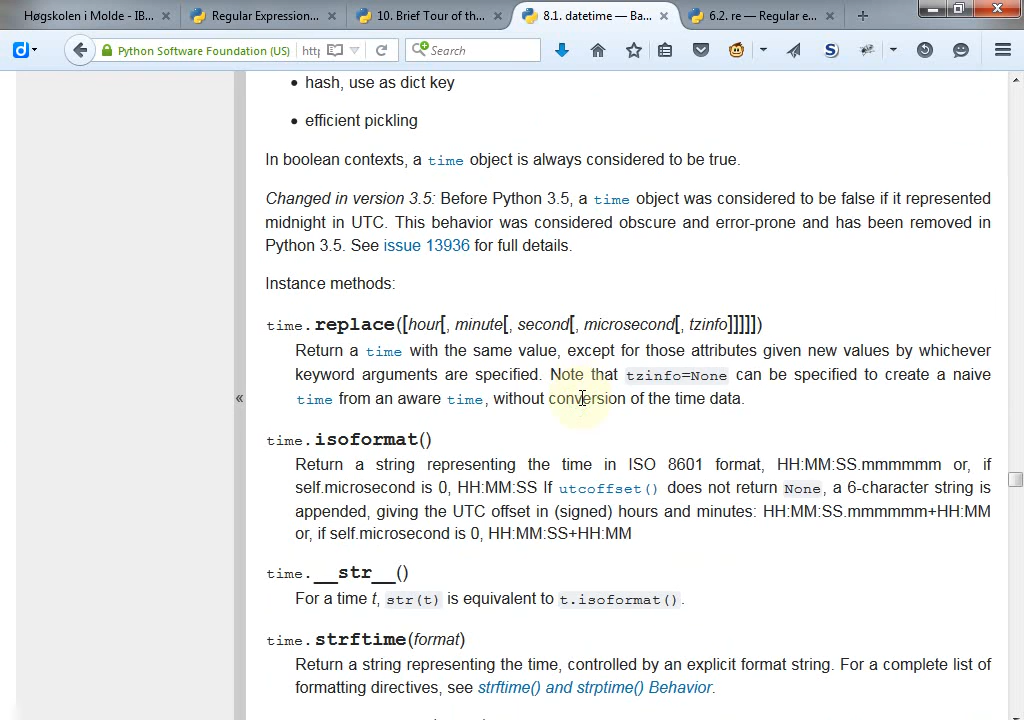 Høgskolen i Molde - IB...
Regular Expression...
10. Brief Tour of th...
8.1. datetime — Ba...
6.2. re — Regular e...
Python Software Foundation (US)
Search
• hash, use as dict key
• efficient pickling
In boolean contexts, a time object is always considered to be true.
Changed in version 3.5: Before Python 3.5, a time object was considered to be false if it represented
midnight in UTC. This behavior was considered obscure and error-prone and has been removed in
Python 3.5. See issue 13936 for full details.
Instance methods:
time.replace([hour[, minute[, second[, microsecond[, tzinfo]]]]])
Return a time with the same value, except for those attributes given new values by whichever
keyword arguments are specified. Note that tzinfo=None can be specified to create a naive
time from an aware time, without conversion of the time data.
«
time.isoformat()
Return a string representing the time in ISO 8601 format, HH:MM:SS.mmmmmm or, if
self.microsecond is 0, HH:MM:SS If utcoffset() does not return None, a 6-character string is
appended, giving the UTC offset in (signed) hours and minutes: HH:MM:SS.mmmmmm+HH:MM
or, if self.microsecond is 0, HH:MM:SS+HH:MM
time.__str__()
For a time t, str(t) is equivalent to t.isoformat().
time.strftime(format)
Return a string representing the time, controlled by an explicit format string. For a complete list of
formatting directives, see strftime() and strptime() Behavior.